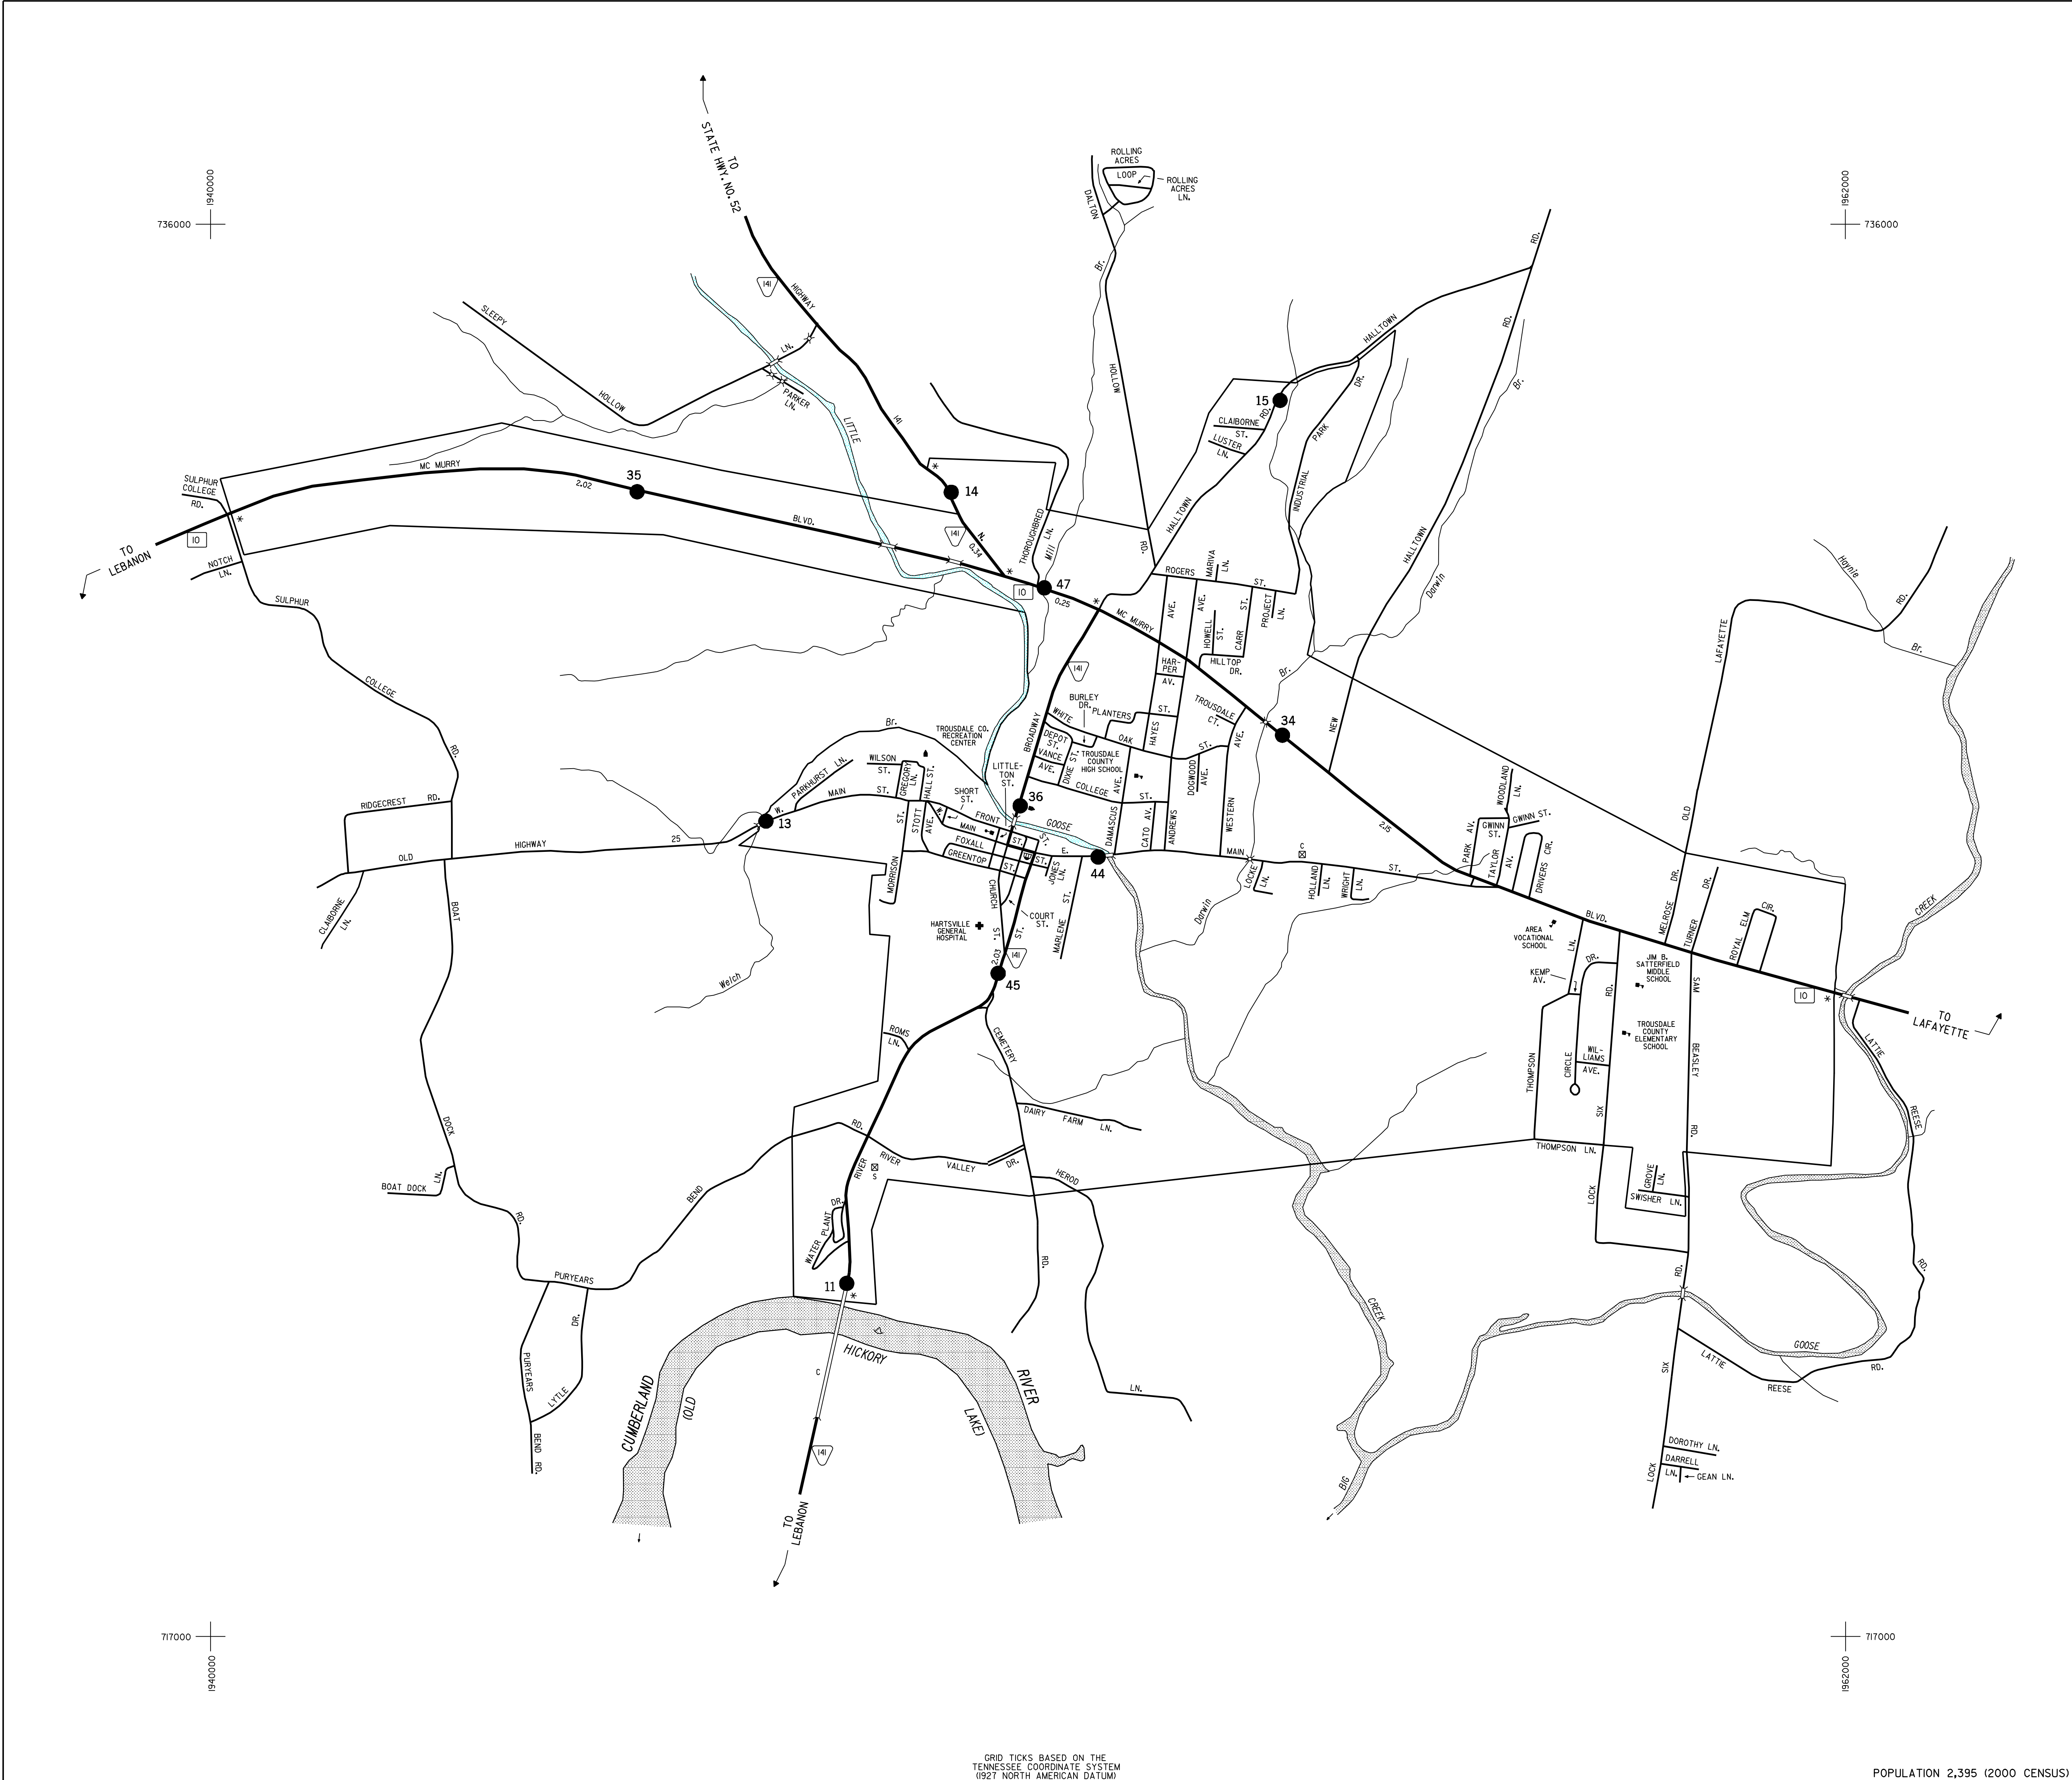 TO
STATE HWY. NO. 52
1940000
736000
1962000
736000
ROLLING
ACRES
LOOP
ROLLING
ACRES
LN.
DALTON
HOLLOW
RD.
Br.
141
HIGHWAY
141
N.
0.34
141
SLEEPY
HOLLOW
LN.
PARKER
LN.
LITTLE
GOOSE
CREEK
HALLTOWN
RD.
RD.
HALLTOWN
NEW
Br.
Darwin
Br.
15
CLAIBORNE
ST.
RD.
LUSTER
LN.
HALLTOWN
PARK
DR.
INDUSTRIAL
SULPHUR
COLLEGE
RD.
MC MURRY
2.02
35
BLVD.
14
TO
LEBANON
10
NOTCH
LN.
SULPHUR
COLLEGE
RD.
THOROUGHBRED
LN.
Mill
47
10
0.25
MC MURRY
ROGERS
ST.
MARIVA
LN.
AVE.
AVE.
HOWELL
ST.
CARR
ST.
PROJECT
LN.
HILLTOP
DR.
HAR-
PER
AV.
141
BURLEY
DR.
WHITE
OAK
ST.
PLANTERS
ST.
HAYES
TROUSDALE
CT.
34
2.15
BROADWAY
DEPOT
ST.
VANCE
AVE.
DIXIE ST.
TROUSDALE
COUNTY
HIGH SCHOOL
COLLEGE
ST.
DAMASCUS
AVE.
CATO AV.
ANDREWS
DOGWOOD
AVE.
WESTERN
AVE.
Br.
TROUSDALE CO.
RECREATION
CENTER
LITTLE-
TON
ST.
WILSON
ST.
GREGORY
LN.
HALL ST.
PARKHURST LN.
W.
MAIN
ST.
SHORT
ST.
36
13
STOTT
AVE.
W.
FRONT
ST.
MAIN
ST.
FOXALL
ST.
GREENTOP
ST.
MORRISON
ST.
JONES
LN.
E.
44
MAIN
ST.
C
CHURCH
ST.
COURT
ST.
MARLENE
ST.
HARTSVILLE
GENERAL
HOSPITAL
141
2.03
45
LOCKE
LN.
HOLLAND
LN.
WRIGHT
LN.
Darwin
PARK AV.
GWINN
ST.
GWINN ST.
WOODLAND
LN.
TAYLOR
AV.
DRIVERS CIR.
BLVD.
OLD
LAFAYETTE
RD.
Haynie
Br.
CREEK
MELROSE
DR.
TURNER
DR.
ROYAL ELM
CIR.
AREA
VOCATIONAL
SCHOOL
KEMP
AV.
LN.
DR.
RD.
JIM B.
SATTERFIELD
MIDDLE
SCHOOL
TROUSDALE
COUNTY
ELEMENTARY
SCHOOL
SAM
BEASLEY
RD.
10
TO
LAFAYETTE
LATTIE
REESE
RD.
THOMPSON
CIRCLE
WIL-
LIAMS
AVE.
SIX
LOCK
THOMPSON LN.
GROVE
LN.
SWISHER LN.
RD.
GOOSE
LATTIE
REESE
RD.
SIX
LOCK
DOROTHY LN.
DARRELL
LN.
GEAN LN.
RIDGECREST RD.
OLD
HIGHWAY
25
CLAIBORNE
LN.
BOAT
DOCK
RD.
BOAT DOCK
LN.
Welch
ROMS
LN.
CEMETERY
RD.
DAIRY FARM LN.
RD.
RIVER
VALLEY
DR.
RIVER
S
HEROD
LN.
BEND
PURYEARS
DR.
LYTLE
PURYEARS
BEND RD.
WATER PLANT
DR.
11
C
CUMBERLAND
RIVER
(OLD
HICKORY
LAKE)
141
TO
LEBANON
CREEK
BIG
717000
1940000
717000
1962000
GRID TICKS BASED ON THE
TENNESSEE COORDINATE SYSTEM
(1927 NORTH AMERICAN DATUM)
POPULATION 2,395 (2000 CENSUS)